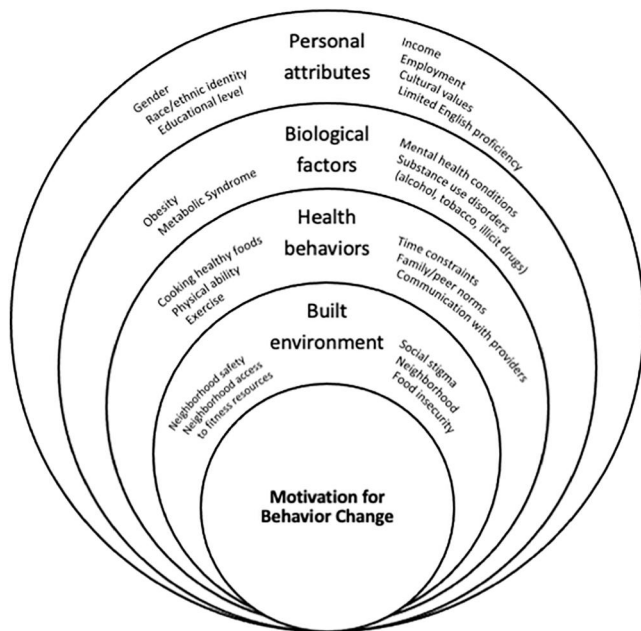 Personal
attributes
Gender
Race/ethnic identity
Educational level
Income
Employment
Cultural values
Limited English proficiency
Biological
factors
Obesity
Metabolic Syndrome
Mental health conditions
Substance use disorders
(alcohol, tobacco, illicit drugs)
Health
behaviors
Cooking healthy foods
Physical ability
Exercise
Time constraints
Family/peer norms
Communication with providers
Built
environment
Neighborhood safety
Neighborhood access
to fitness resources
Social stigma
Neighborhood
Food insecurity
Motivation for
Behavior Change